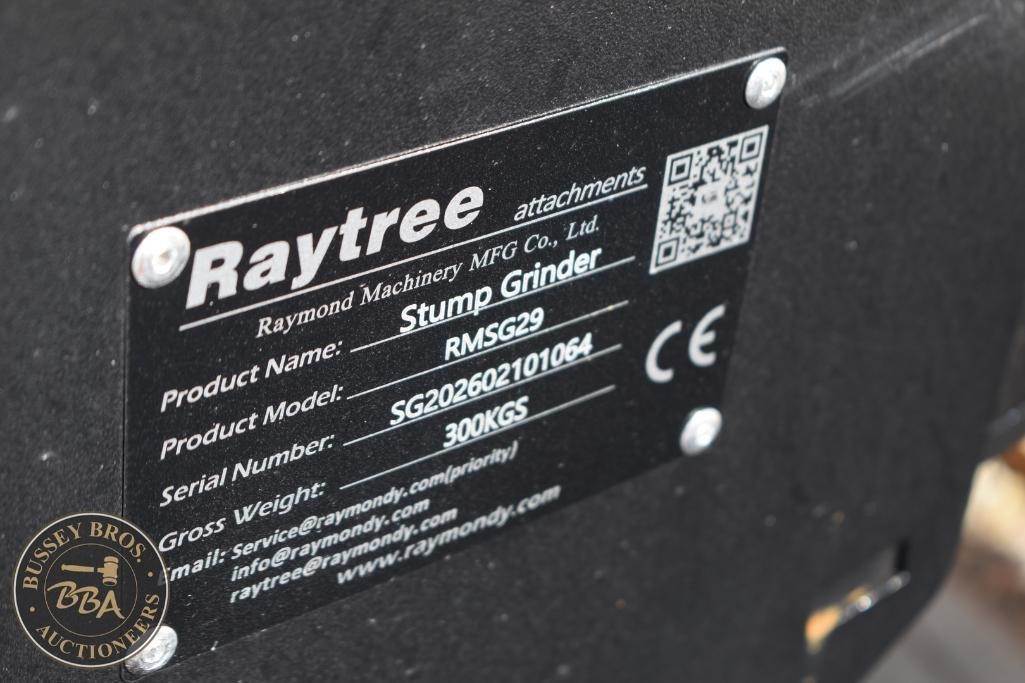 Raytree attachments
Raymond Machinery MFG Co., Ltd.
Product Name: Stump Grinder
Product Model: RMSG29
Serial Number: SG202602101064
Gross Weight: 300KGS
Email: Service@raymondy.com(priority)
info@raymondy.com
raytree@raymondy.com
www.raymondy.com
CE
BUSSEY BROS.
BBA
AUCTIONEERS